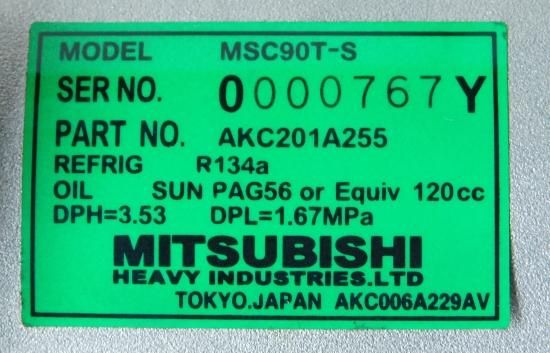 MODEL MSC90T-S
SER NO. 0000767Y
PART NO. AKC201A255
REFRIG R134a
OIL SUN PAG56 or Equiv 120cc
DPH=3.53 DPL=1.67MPa
MITSUBISHI
HEAVY INDUSTRIES.LTD
TOKYO.JAPAN AKC006A229AV